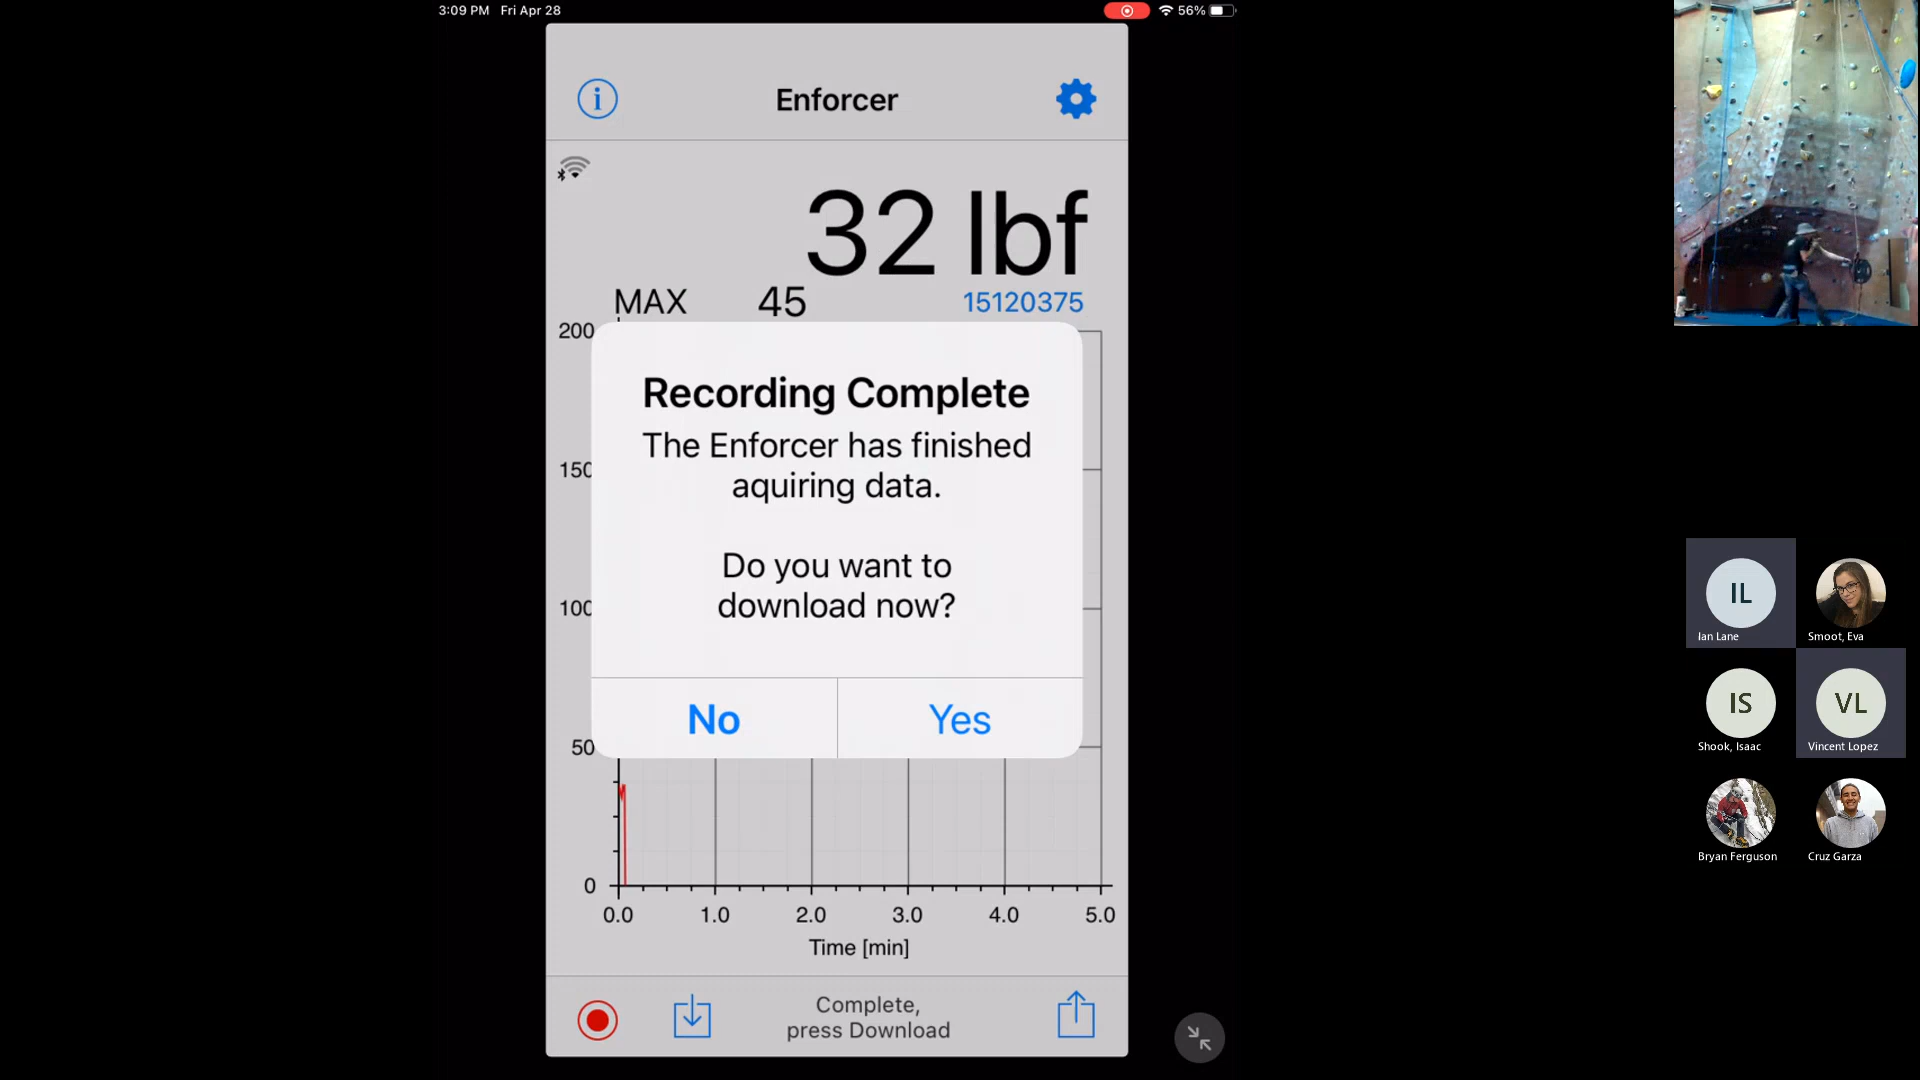 3:09 PM Fri Apr 28
56%
Enforcer
32 lbf
MAX 45 15120375
200
150
100
50
0
Recording Complete
The Enforcer has finished
aquiring data.
Do you want to
download now?
No Yes
0.0 1.0 2.0 3.0 4.0 5.0
Time [min]
Complete,
press Download
IL
Ian Lane
Smoot, Eva
IS
Shook, Isaac
VL
Vincent Lopez
Bryan Ferguson
Cruz Garza